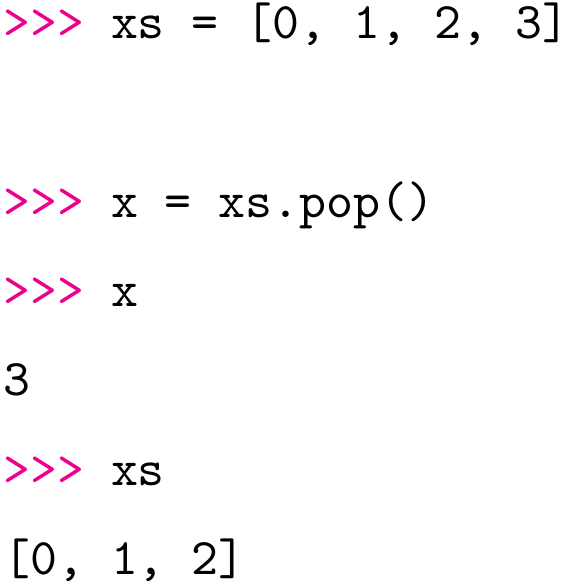 >>> xs = [0, 1, 2, 3]
>>> x = xs.pop()
>>> x
3
>>> xs
[0, 1, 2]